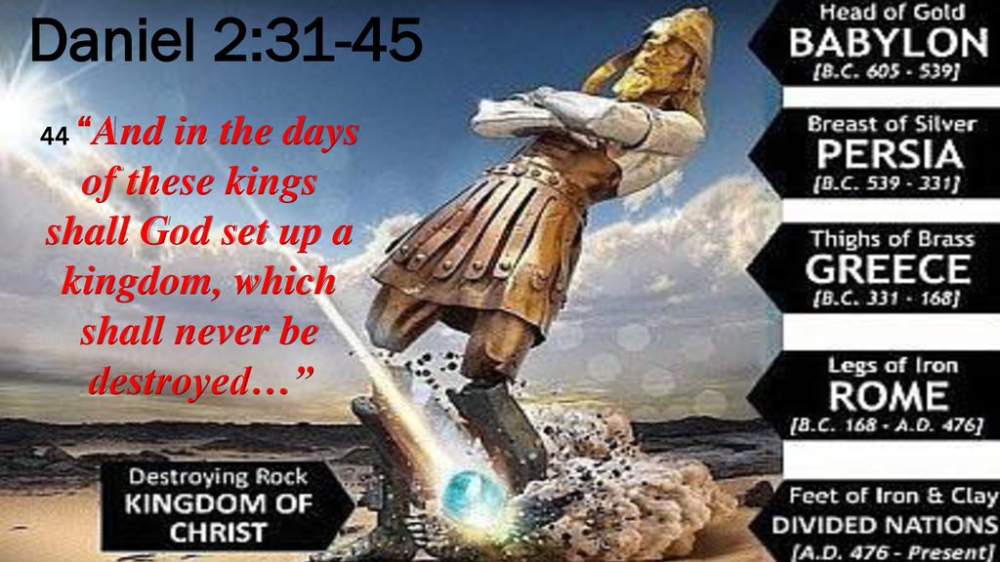 Daniel 2:31-45
44 “And in the days
of these kings
shall God set up a
kingdom, which
shall never be
destroyed…”
Head of Gold
BABYLON
[B.C. 605 - 539]
Breast of Silver
PERSIA
[B.C. 539 - 331]
Thighs of Brass
GREECE
[B.C. 331 - 168]
Legs of Iron
ROME
[B.C. 168 - A.D. 476]
Feet of Iron & Clay
DIVIDED NATIONS
[A.D. 476 - Present]
Destroying Rock
KINGDOM OF
CHRIST